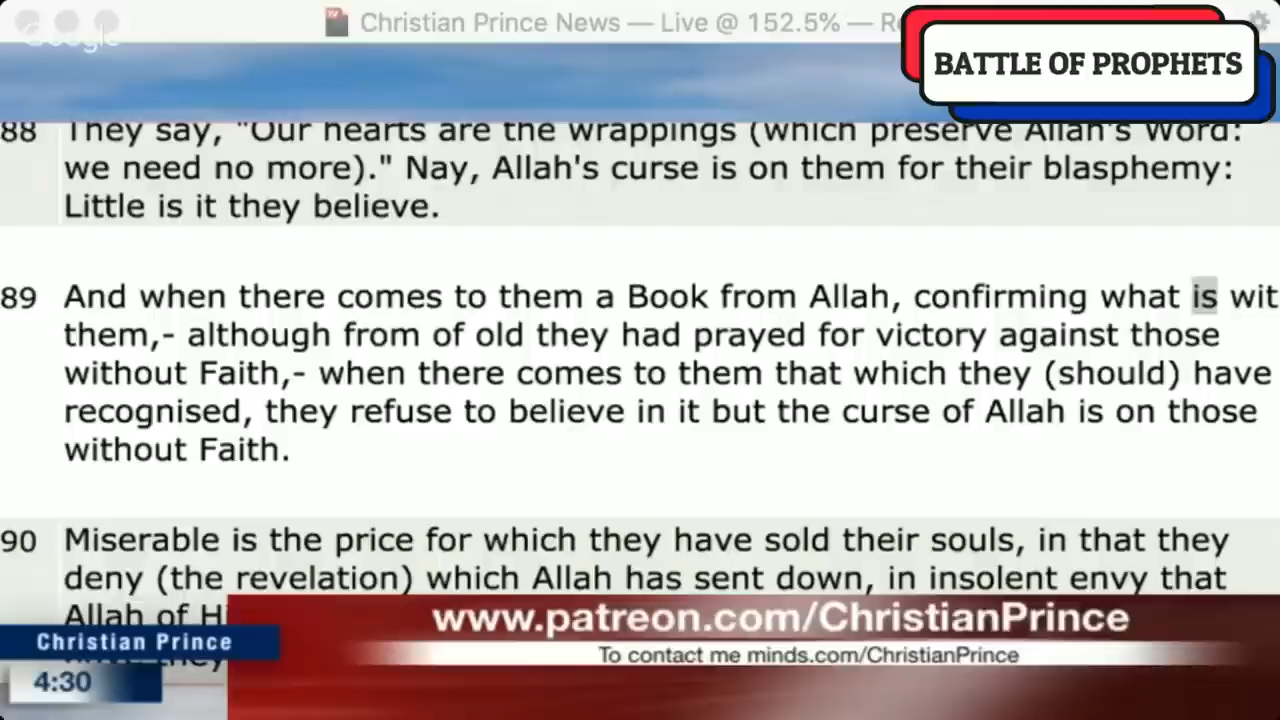 Christian Prince News — Live @ 152.5% — R
Google
BATTLE OF PROPHETS
88 They say, "Our hearts are the wrappings (which preserve Allah's Word:
we need no more)." Nay, Allah's curse is on them for their blasphemy:
Little is it they believe.
89 And when there comes to them a Book from Allah, confirming what is wit
them,- although from of old they had prayed for victory against those
without Faith,- when there comes to them that which they (should) have
recognised, they refuse to believe in it but the curse of Allah is on those
without Faith.
90 Miserable is the price for which they have sold their souls, in that they
deny (the revelation) which Allah has sent down, in insolent envy that
Allah of Hi
they
www.patreon.com/ChristianPrince
Christian Prince
To contact me minds.com/ChristianPrince
4:30